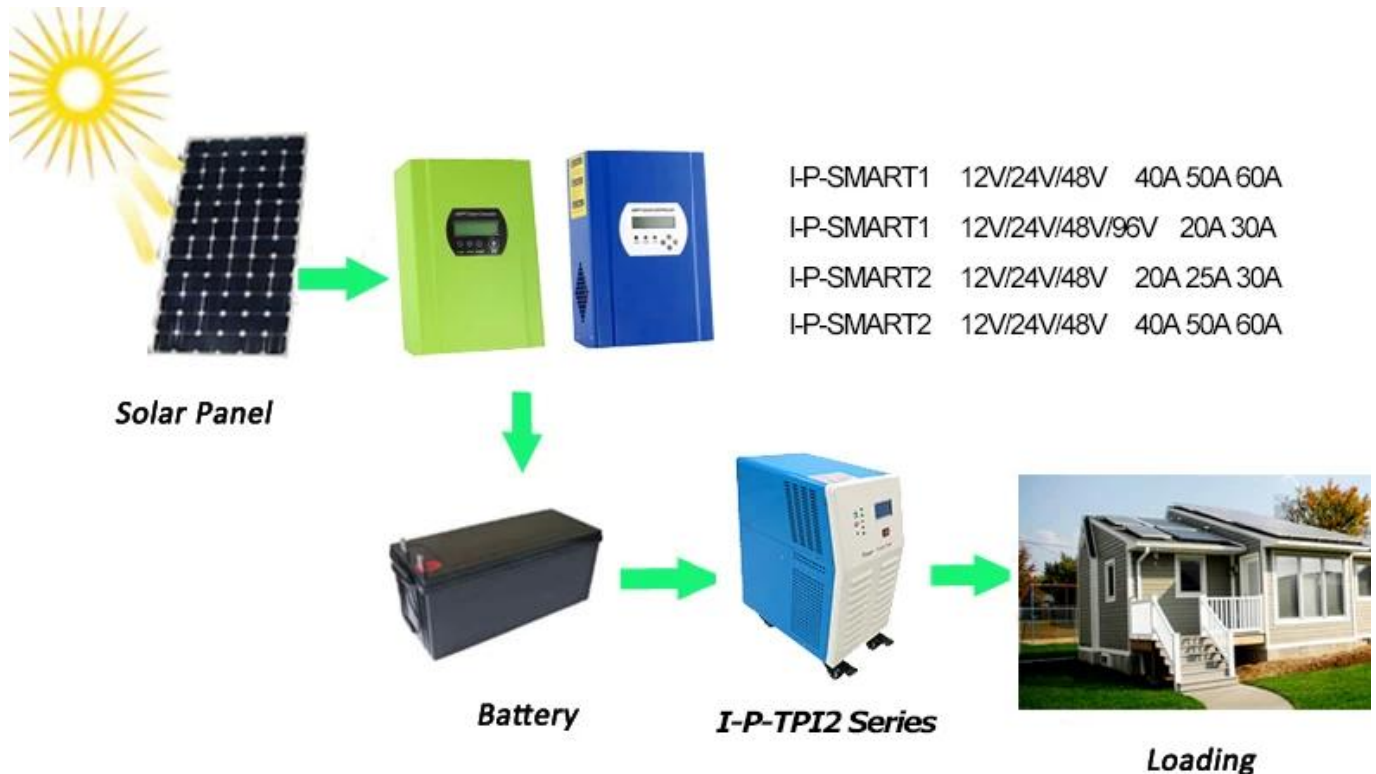 I-P-SMART1 12V/24V/48V 40A 50A 60A
I-P-SMART1 12V/24V/48V/96V 20A 30A
I-P-SMART2 12V/24V/48V 20A 25A 30A
I-P-SMART2 12V/24V/48V 40A 50A 60A
Solar Panel
Battery
I-P-TPI2 Series
Loading